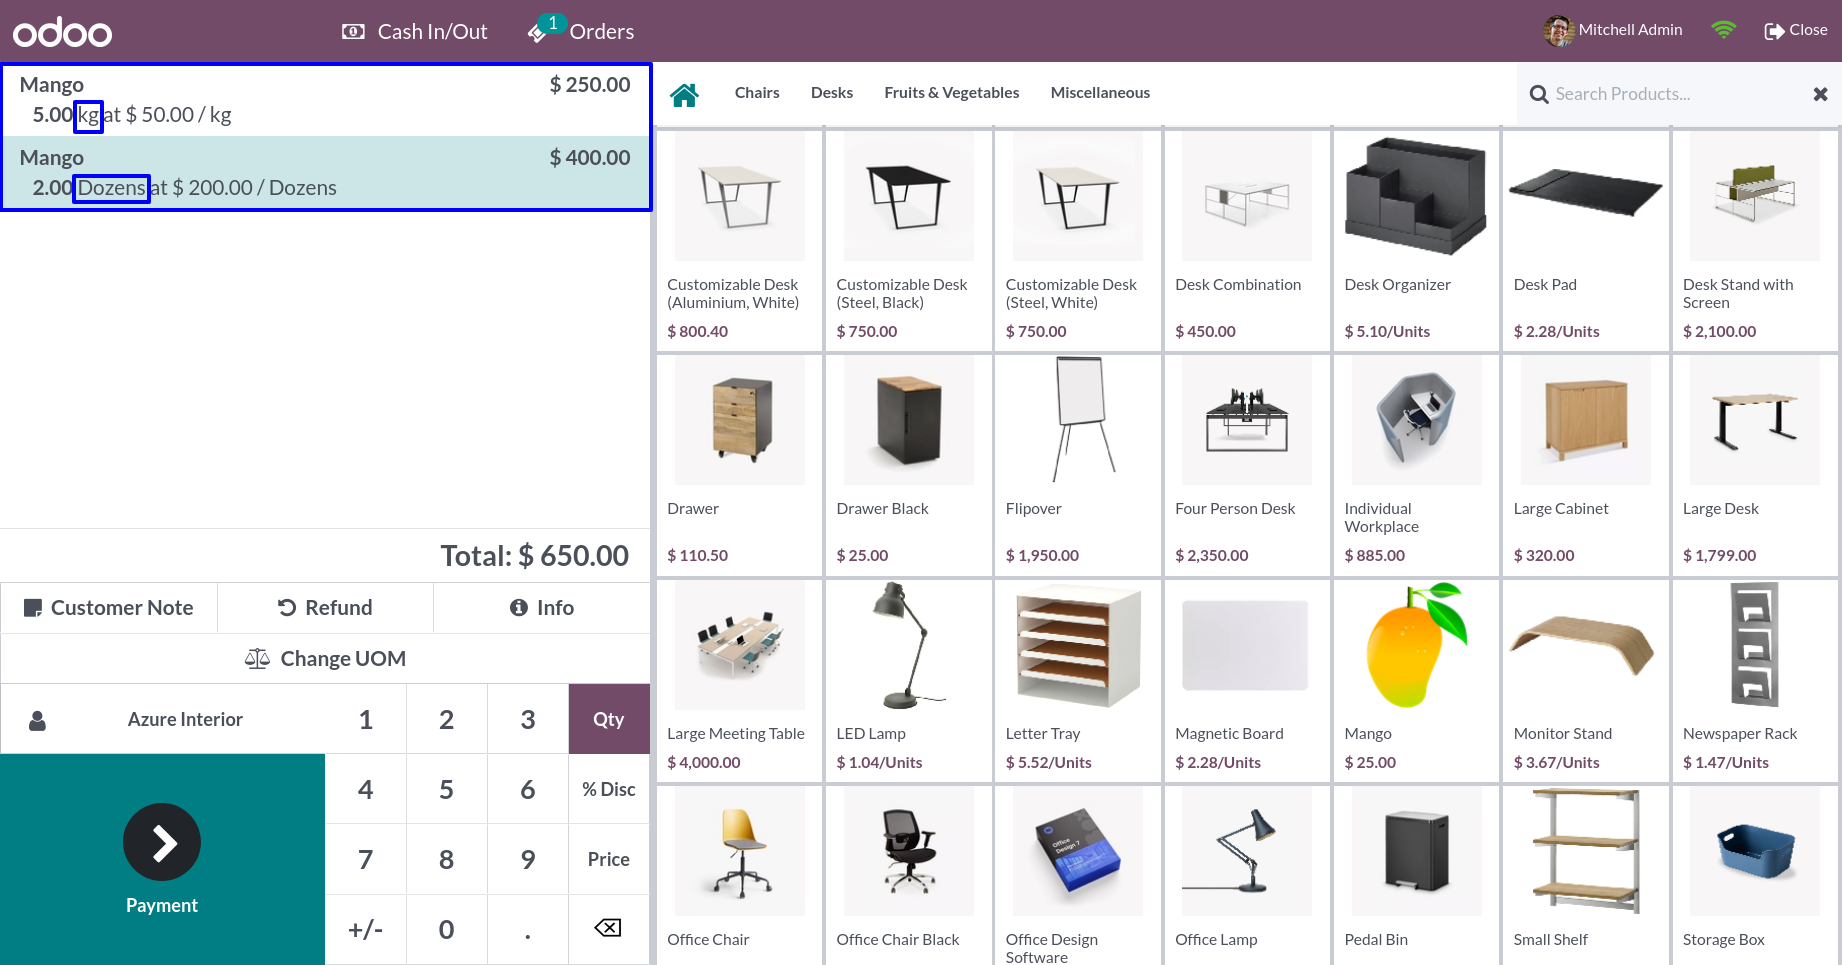 odoo
Cash In/Out
1
Orders
Mitchell Admin
Close
Mango $ 250.00
5.00 kg at $ 50.00 / kg
Mango $ 400.00
2.00 Dozens at $ 200.00 / Dozens
Total: $ 650.00
Customer Note
Refund
Info
Change UOM
Azure Interior
1 2 3 Qty
4 5 6 % Disc
7 8 9 Price
+/- 0 .
Payment
Chairs
Desks
Fruits & Vegetables
Miscellaneous
Search Products...
Customizable Desk
(Aluminium, White)
$ 800.40
Customizable Desk
(Steel, Black)
$ 750.00
Customizable Desk
(Steel, White)
$ 750.00
Desk Combination
$ 450.00
Desk Organizer
$ 5.10/Units
Desk Pad
$ 2.28/Units
Desk Stand with
Screen
$ 2,100.00
Drawer
$ 110.50
Drawer Black
$ 25.00
Flipover
$ 1,950.00
Four Person Desk
$ 2,350.00
Individual
Workplace
$ 885.00
Large Cabinet
$ 320.00
Large Desk
$ 1,799.00
Large Meeting Table
$ 4,000.00
LED Lamp
$ 1.04/Units
Letter Tray
$ 5.52/Units
Magnetic Board
$ 2.28/Units
Mango
$ 25.00
Monitor Stand
$ 3.67/Units
Newspaper Rack
$ 1.47/Units
Office Chair
Office Chair Black
Office
Design 7
Office Design
Software
Office Lamp
Pedal Bin
Small Shelf
Storage Box